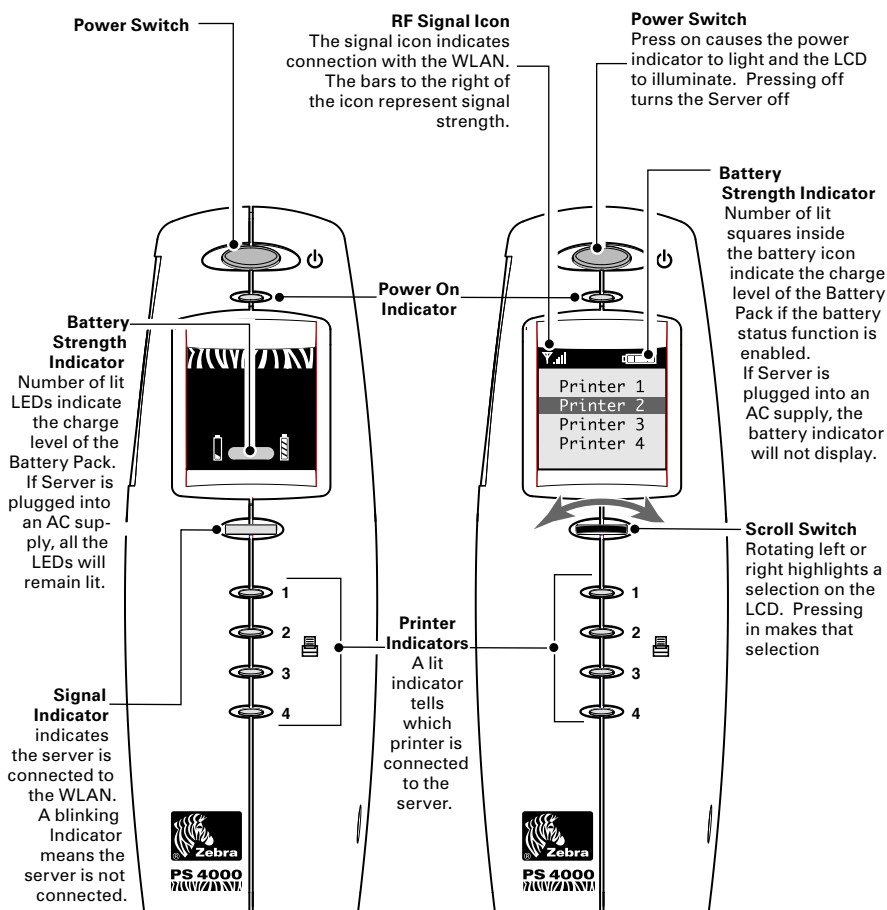 Power Switch
RF Signal Icon
The signal icon indicates
connection with the WLAN.
The bars to the right of
the icon represent signal
strength.
Power Switch
Press on causes the power
indicator to light and the LCD
to illuminate.  Pressing off
turns the Server off
Battery
Strength Indicator
Number of lit
squares inside
the battery icon
indicate the charge
level of the Battery
Pack if the battery
status function is
enabled.
If Server is
plugged into an
AC supply, the
battery indicator
will not display.
Power On
Indicator
Battery
Strength
Indicator
Number of lit
LEDs indicate
the charge
level of the
Battery Pack.
If Server is
plugged into
an AC sup-
ply, all the
LEDs will
remain lit.
Printer 1
Printer 2
Printer 3
Printer 4
Scroll Switch
Rotating left or
right highlights a
selection on the
LCD.  Pressing
in makes that
selection
1
2
3
4
Printer
Indicators
A lit
indicator
tells
which
printer is
connected
to the
server.
1
2
3
4
Signal
Indicator
indicates
the server is
connected to
the WLAN.
A blinking
Indicator
means the
server is not
connected.
Zebra
®
PS 4000
Zebra
®
PS 4000